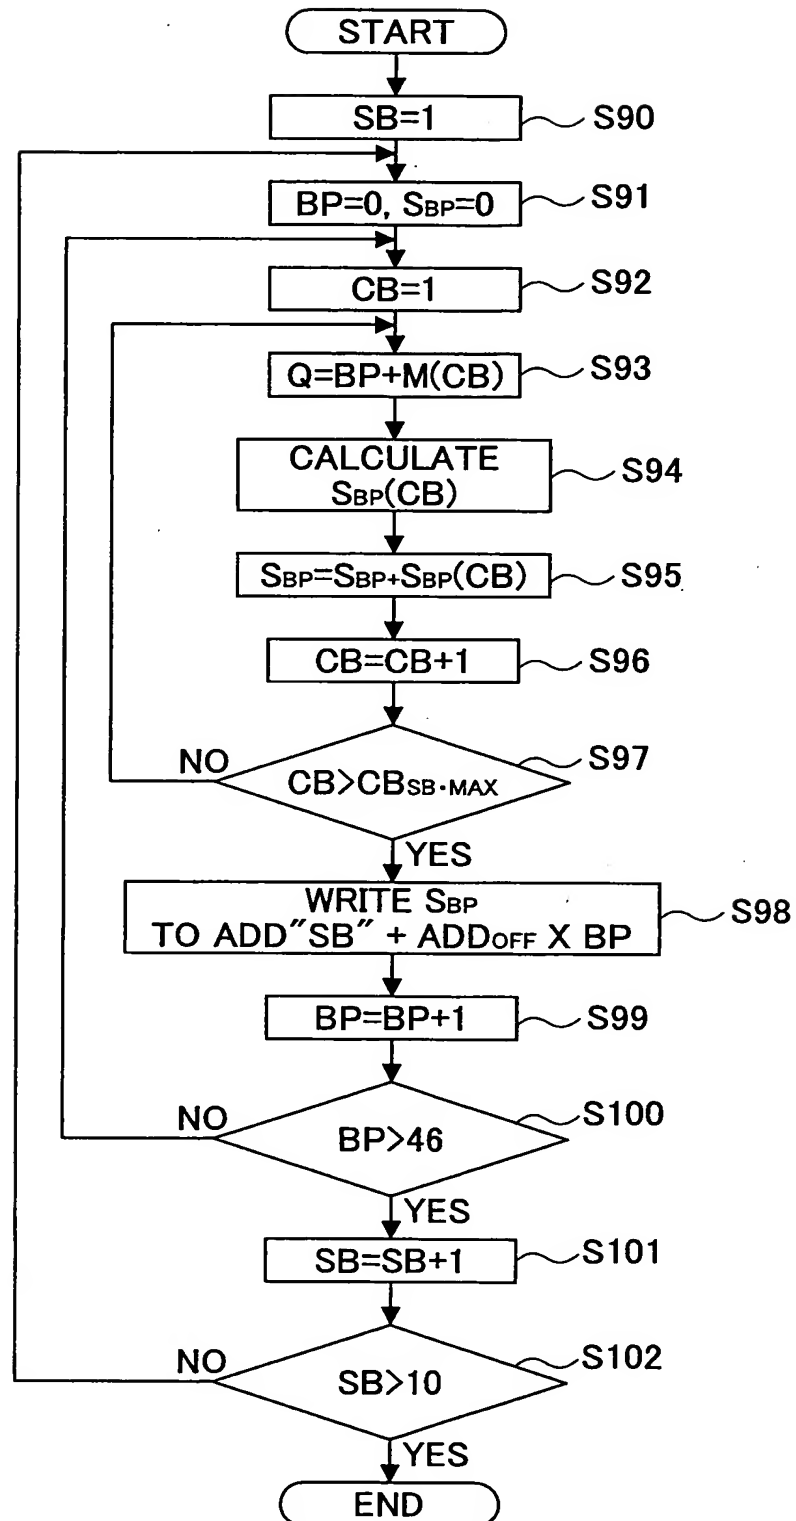 START
SB=1
S90
BP=0, SBP=0
S91
CB=1
S92
Q=BP+M(CB)
S93
CALCULATE
SBP(CB)
S94
SBP=SBP+SBP(CB)
S95
CB=CB+1
S96
NO
CB>CBSB·MAX
S97
YES
WRITE SBP
TO ADD"SB" + ADDOFF X BP
S98
BP=BP+1
S99
NO
BP>46
S100
YES
SB=SB+1
S101
NO
SB>10
S102
YES
END